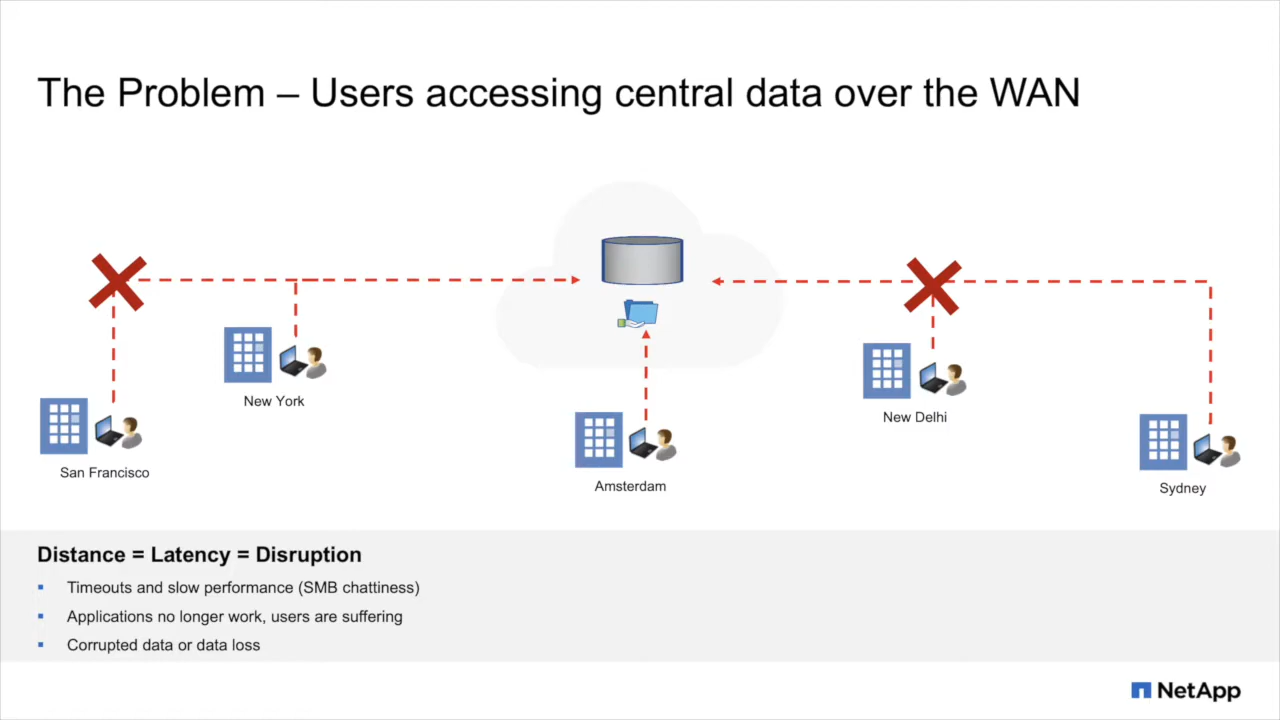 The Problem – Users accessing central data over the WAN
New York
San Francisco
Amsterdam
New Delhi
Sydney
Distance = Latency = Disruption
▪ Timeouts and slow performance (SMB chattiness)
▪ Applications no longer work, users are suffering
▪ Corrupted data or data loss
NetApp